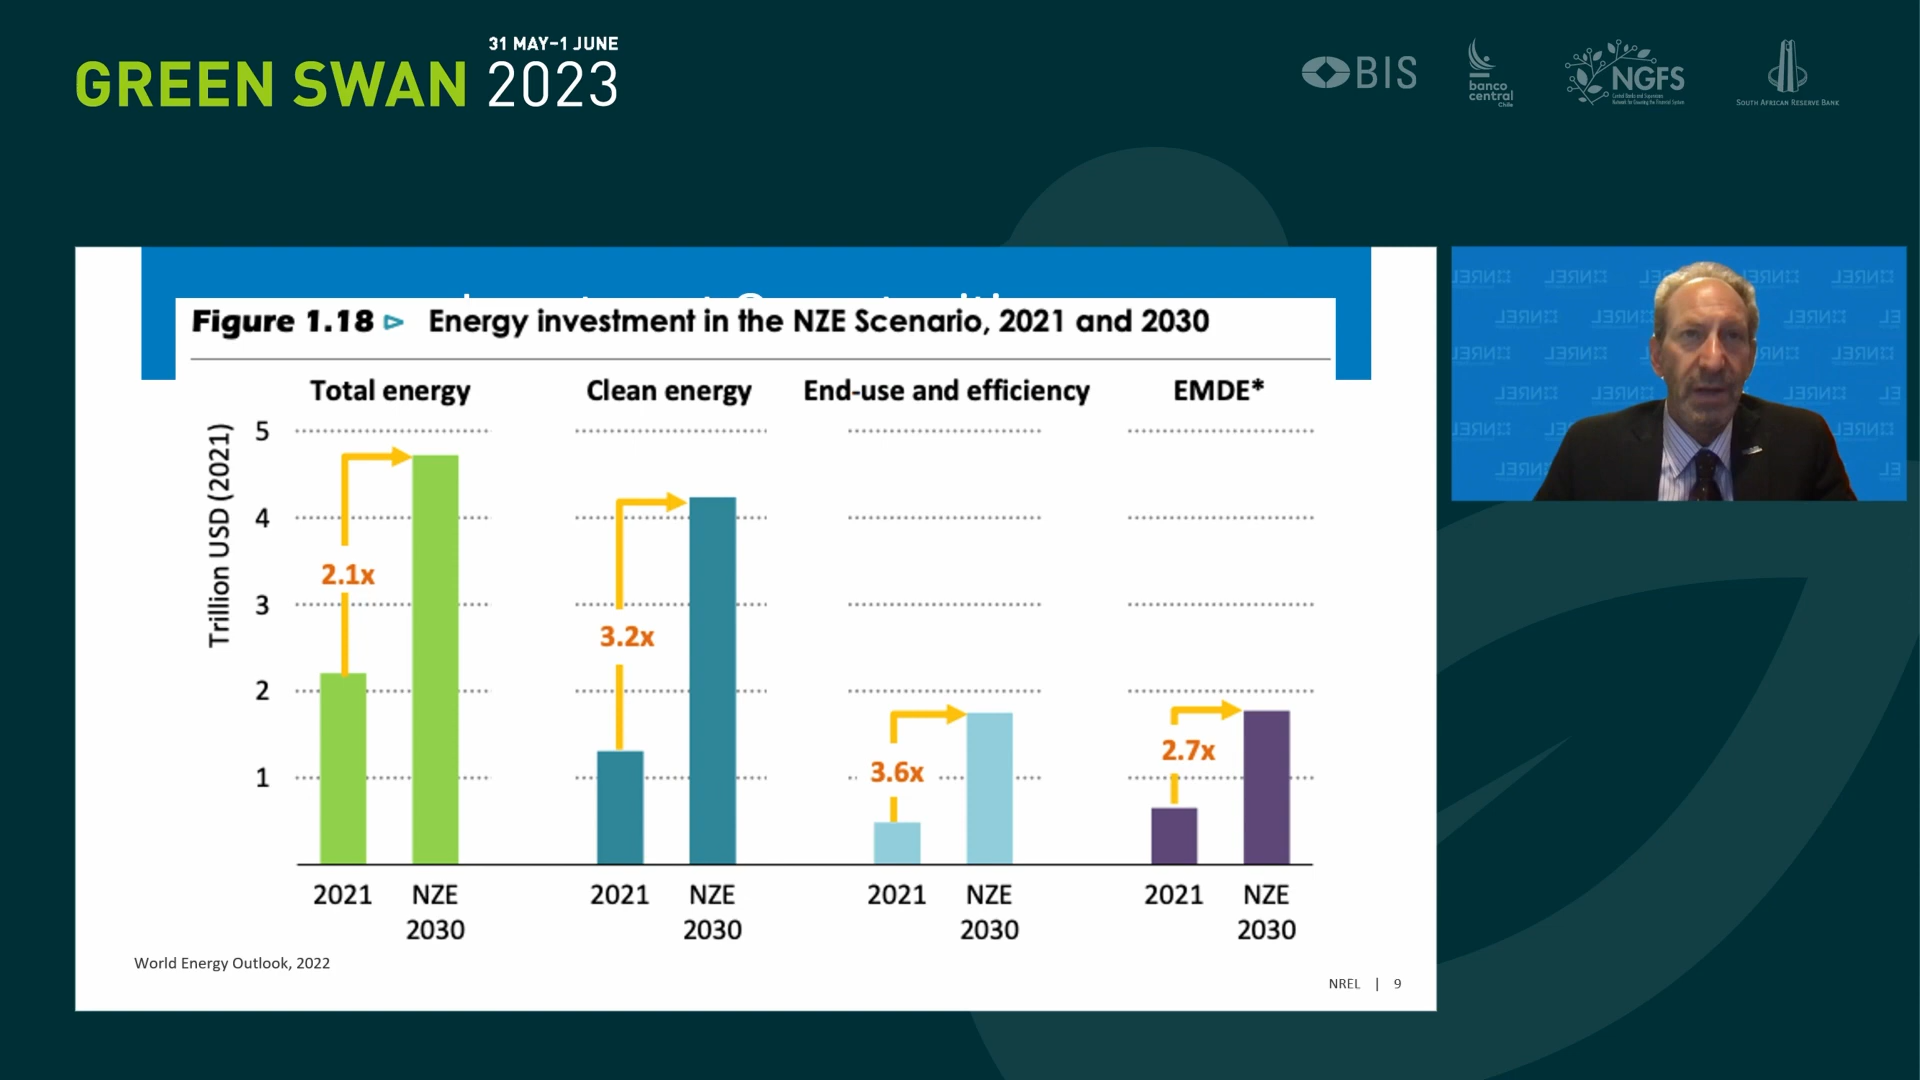 31 MAY–1 JUNE
GREEN SWAN 2023
BIS
banco
central
Chile
NGFS
SOUTH AFRICAN RESERVE BANK
Figure 1.18 ▷ Energy investment in the NZE Scenario, 2021 and 2030
Total energy
Clean energy
End-use and efficiency
EMDE*
Trillion USD (2021)
5
4
3
2
1
2.1x
3.2x
3.6x
2.7x
2021
NZE
2030
2021
NZE
2030
2021
NZE
2030
2021
NZE
2030
World Energy Outlook, 2022
NREL | 9